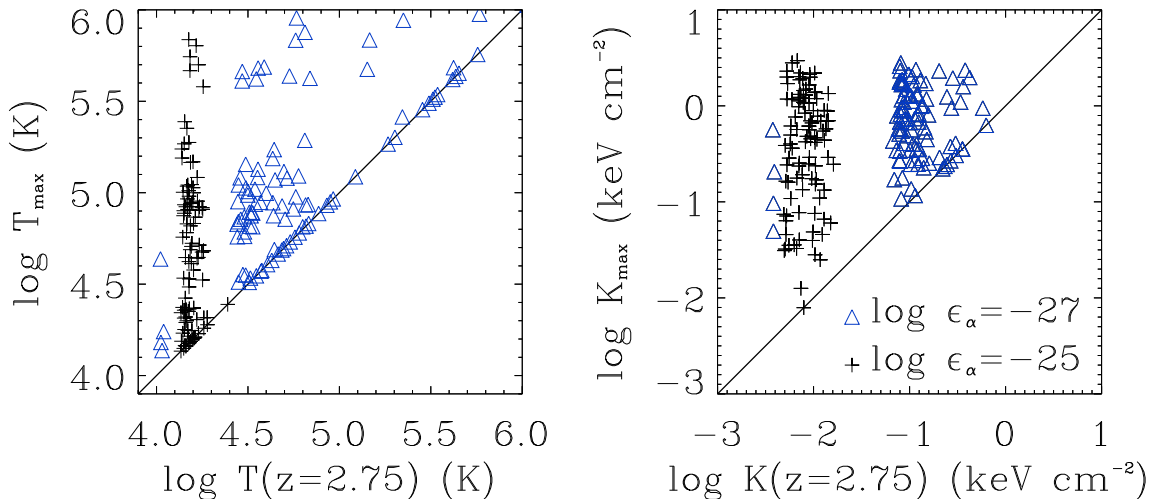 6.0
5.5
5.0
4.5
4.0
log T_max (K)
4.0 4.5 5.0 5.5 6.0
log T(z=2.75) (K)
1
0
−1
−2
−3
log K_max (keV cm⁻²)
log ϵ_α=−27
log ϵ_α=−25
−3 −2 −1 0 1
log K(z=2.75) (keV cm⁻²)